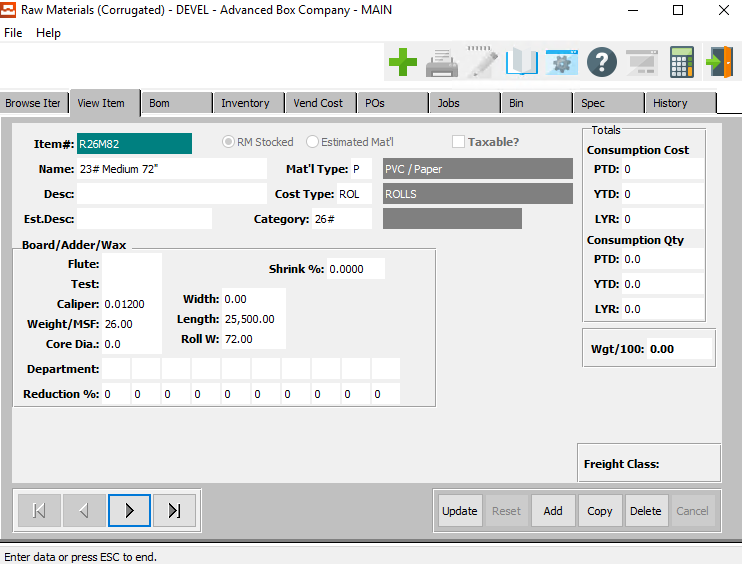 Raw Materials (Corrugated) - DEVEL - Advanced Box Company - MAIN
File Help
Browse Iter View Item Bom Inventory Vend Cost POs Jobs Bin Spec History
Item#: R26M82 RM Stocked Estimated Mat'l Taxable?
Name: 23# Medium 72" Mat'l Type: P PVC / Paper
Desc: Cost Type: ROL ROLLS
Est.Desc: Category: 26#
Totals
Consumption Cost
PTD: 0
YTD: 0
LYR: 0
Consumption Qty
PTD: 0.0
YTD: 0.0
LYR: 0.0
Board/Adder/Wax
Flute: Shrink %: 0.0000
Test:
Caliper: 0.01200 Width: 0.00
Weight/MSF: 26.00 Length: 25,500.00
Core Dia.: 0.0 Roll W: 72.00
Department:
Reduction %: 0 0 0 0 0 0 0 0 0 0
Wgt/100: 0.00
Freight Class:
Update Reset Add Copy Delete Cancel
Enter data or press ESC to end.